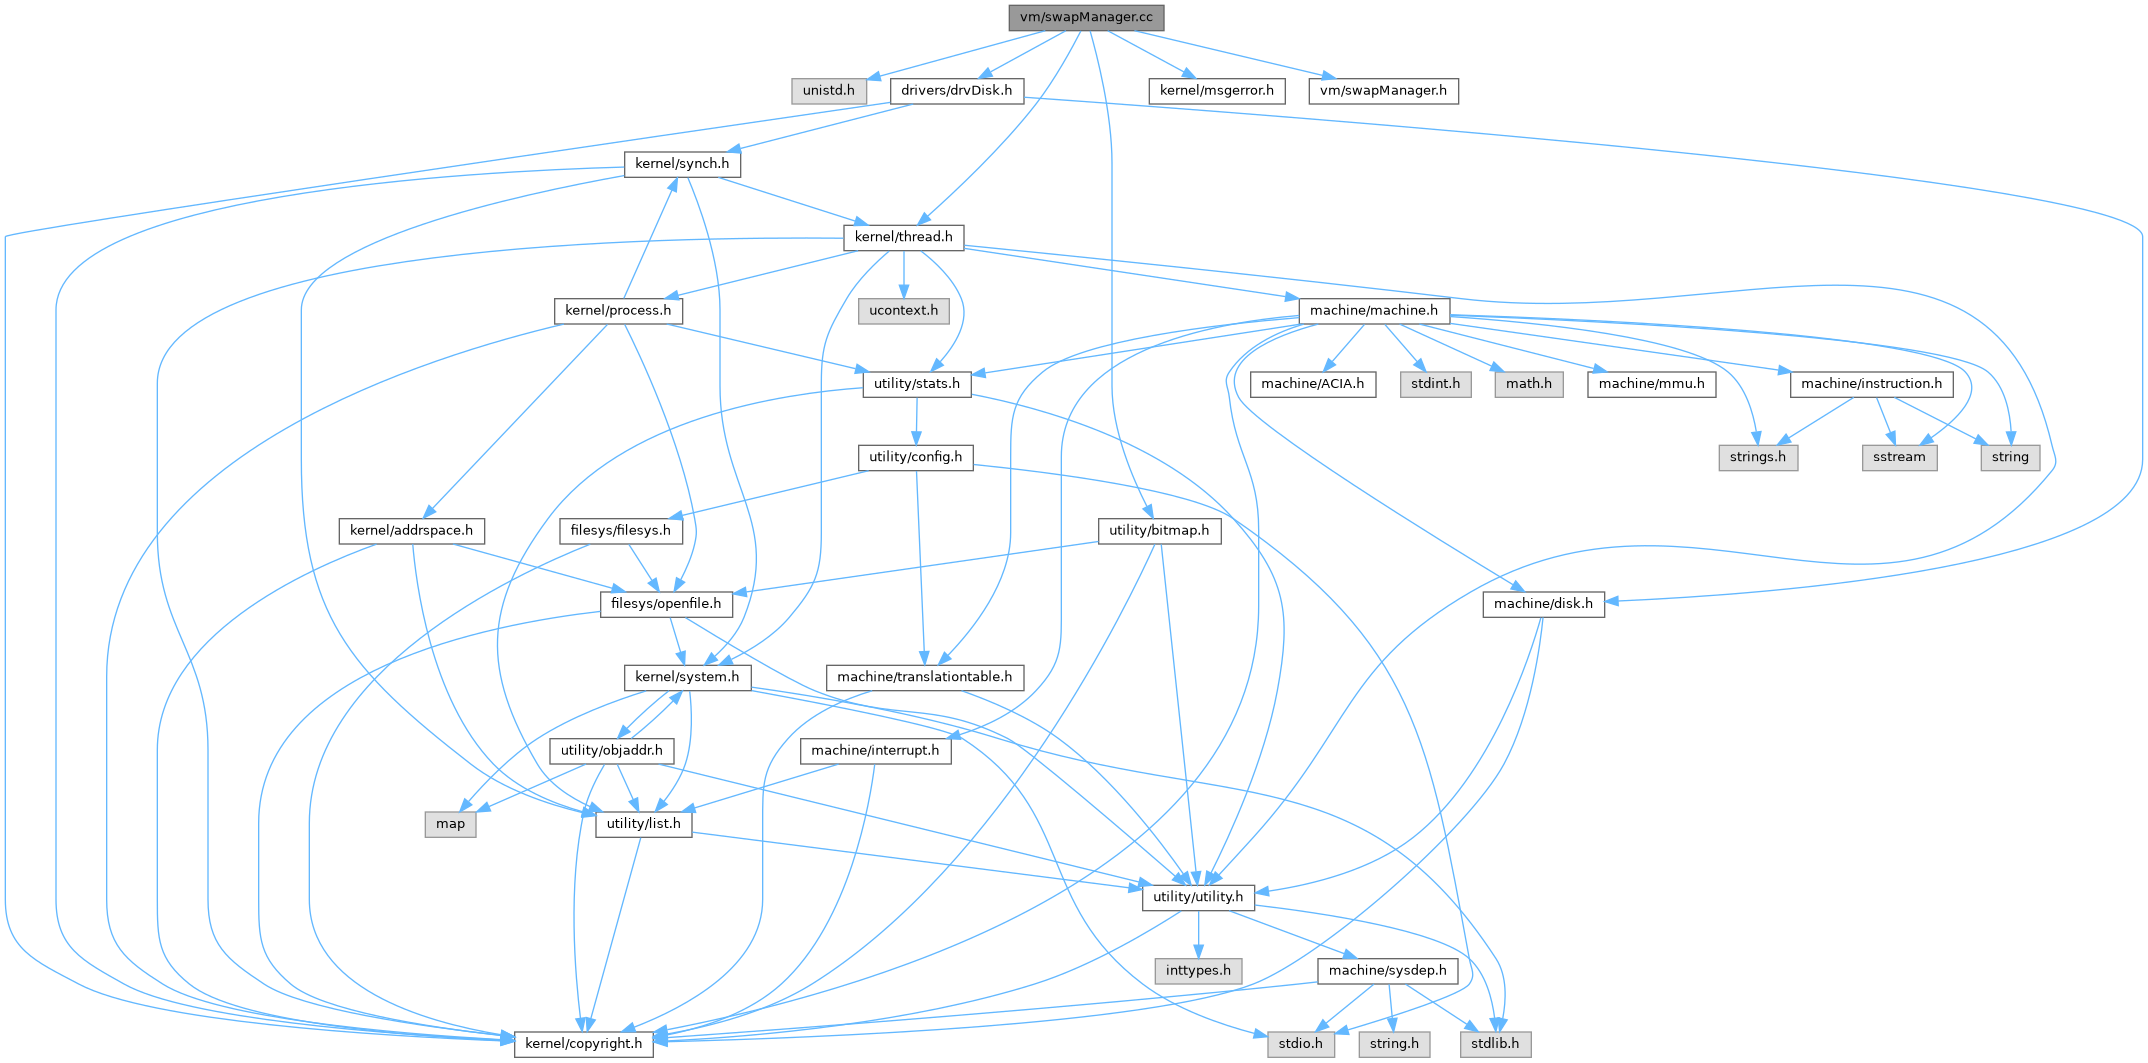 vm/swapManager.cc
unistd.h
drivers/drvDisk.h
kernel/msgerror.h
vm/swapManager.h
kernel/synch.h
kernel/thread.h
kernel/process.h
ucontext.h
machine/machine.h
utility/stats.h
machine/ACIA.h
stdint.h
math.h
machine/mmu.h
machine/instruction.h
utility/config.h
strings.h
sstream
string
kernel/addrspace.h
filesys/filesys.h
utility/bitmap.h
filesys/openfile.h
machine/disk.h
kernel/system.h
machine/translationtable.h
utility/objaddr.h
machine/interrupt.h
map
utility/list.h
utility/utility.h
inttypes.h
machine/sysdep.h
kernel/copyright.h
stdio.h
string.h
stdlib.h